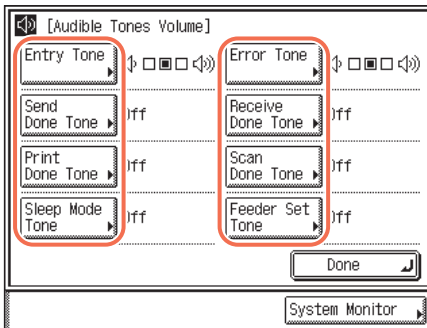 [Audible Tones Volume]
Entry Tone
Error Tone
Send
Done Tone
Off
Receive
Done Tone
Off
Print
Done Tone
Off
Scan
Done Tone
Off
Sleep Mode
Tone
Off
Feeder Set
Tone
Off
Done
System Monitor